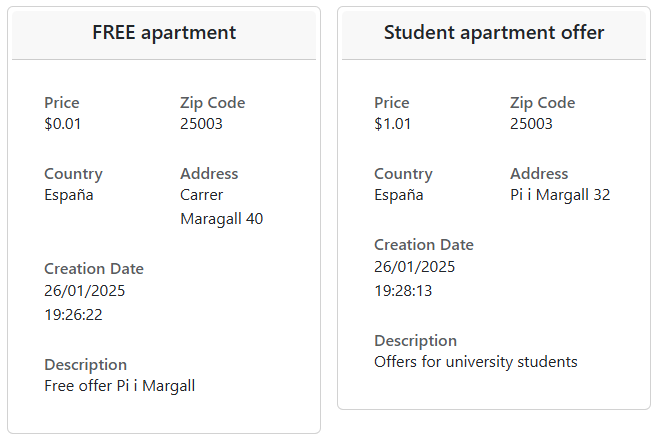 FREE apartment
Price
$0.01
Zip Code
25003
Country
España
Address
Carrer
Maragall 40
Creation Date
26/01/2025
19:26:22
Description
Free offer Pi i Margall
Student apartment offer
Price
$1.01
Zip Code
25003
Country
España
Address
Pi i Margall 32
Creation Date
26/01/2025
19:28:13
Description
Offers for university students